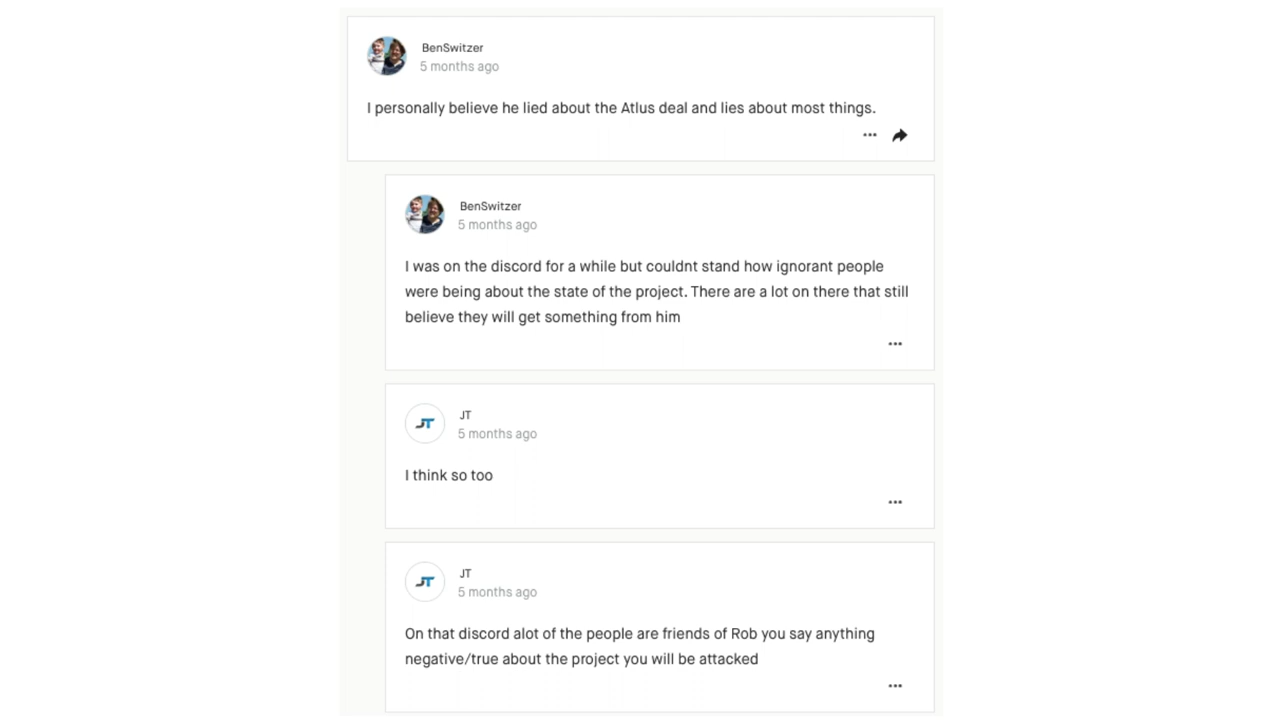 BenSwitzer
5 months ago
I personally believe he lied about the Atlus deal and lies about most things.
BenSwitzer
5 months ago
I was on the discord for a while but couldnt stand how ignorant people
were being about the state of the project. There are a lot on there that still
believe they will get something from him
JT
JT
5 months ago
I think so too
JT
JT
5 months ago
On that discord alot of the people are friends of Rob you say anything
negative/true about the project you will be attacked